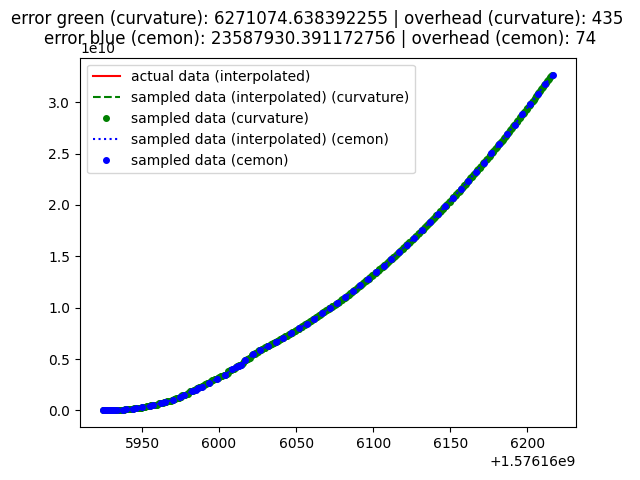 error green (curvature): 6271074.638392255 | overhead (curvature): 435
error blue (cemon): 23587930.391172756 | overhead (cemon): 74
1e10
actual data (interpolated)
sampled data (interpolated) (curvature)
sampled data (curvature)
sampled data (interpolated) (cemon)
sampled data (cemon)
3.0
2.5
2.0
1.5
1.0
0.5
0.0
5950 6000 6050 6100 6150 6200
+1.57616e9